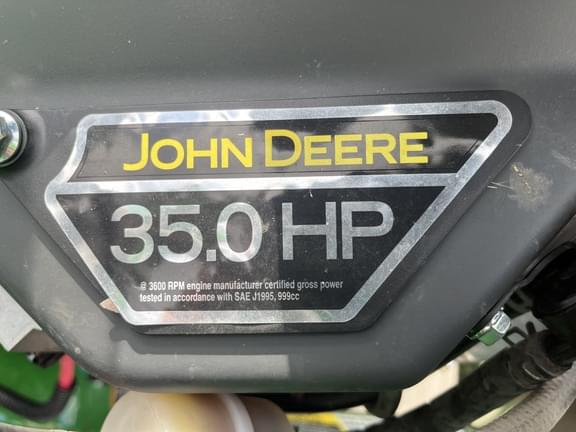 JOHN DEERE
35.0 HP
@ 3600 RPM engine manufacturer certified gross power
tested in accordance with SAE J1995, 999cc